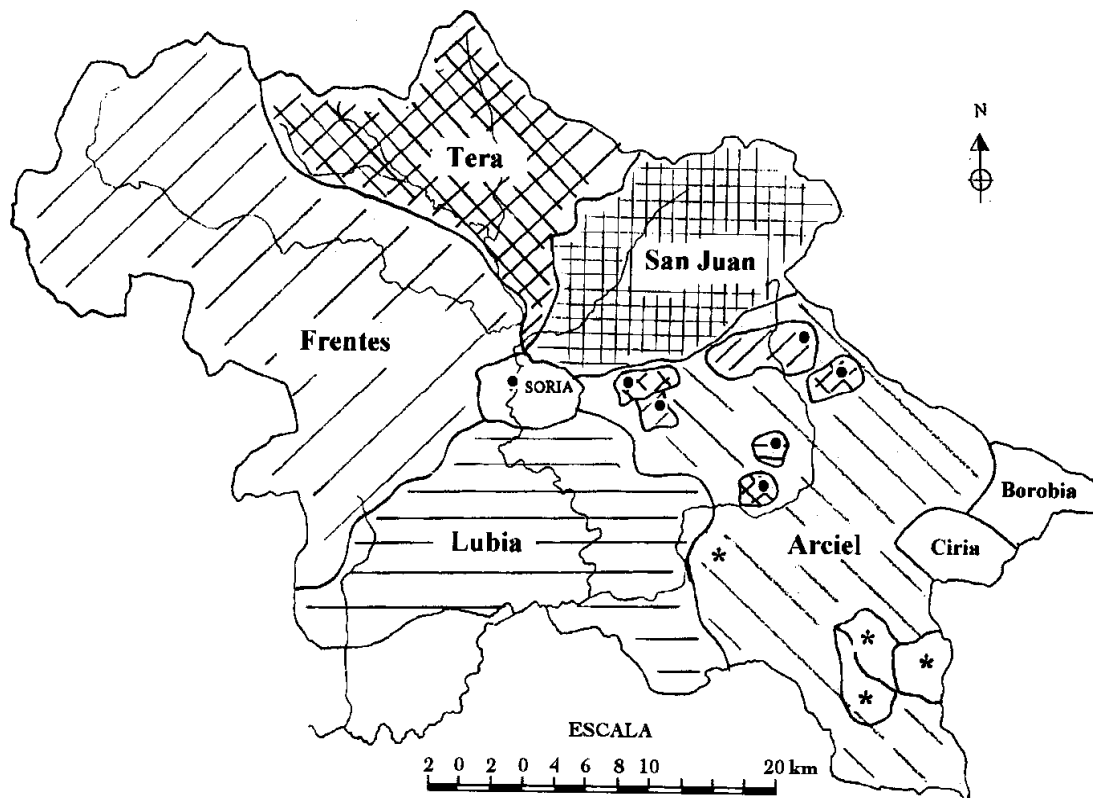 N
Tera
San Juan
Frentes
SORIA
Borobia
Lubia
Arciel
Ciria
ESCALA
2 0 2 0 4 6 8 10 20 km